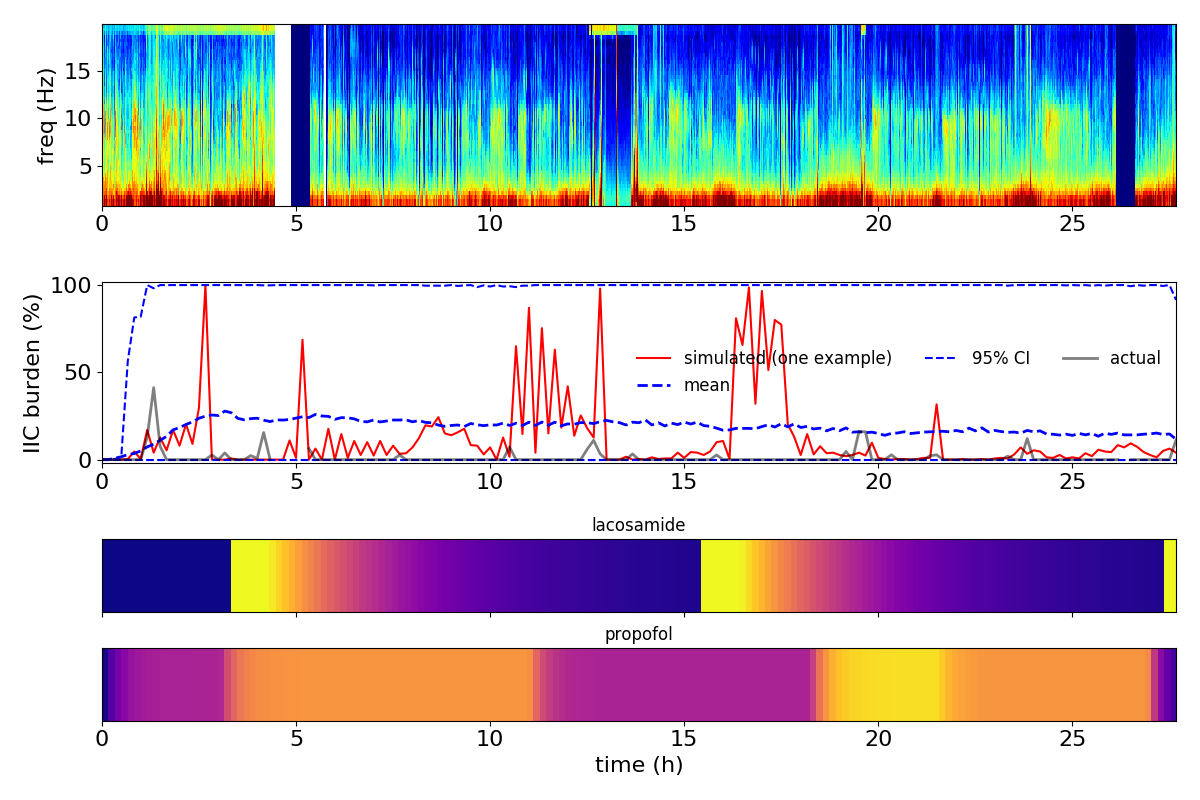 freq (Hz)
15
10
5
0 5 10 15 20 25
IIC burden (%)
100
50
0
simulated (one example) 95% CI actual
mean
0 5 10 15 20 25
lacosamide
propofol
0 5 10 15 20 25
time (h)